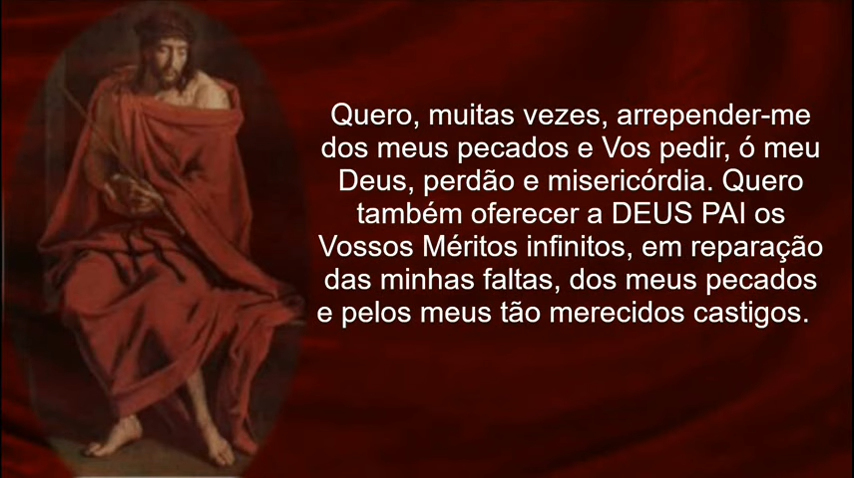 Quero, muitas vezes, arrepender-me
dos meus pecados e Vos pedir, ó meu
Deus, perdão e misericórdia. Quero
também oferecer a DEUS PAI os
Vossos Méritos infinitos, em reparação
das minhas faltas, dos meus pecados
e pelos meus tão merecidos castigos.